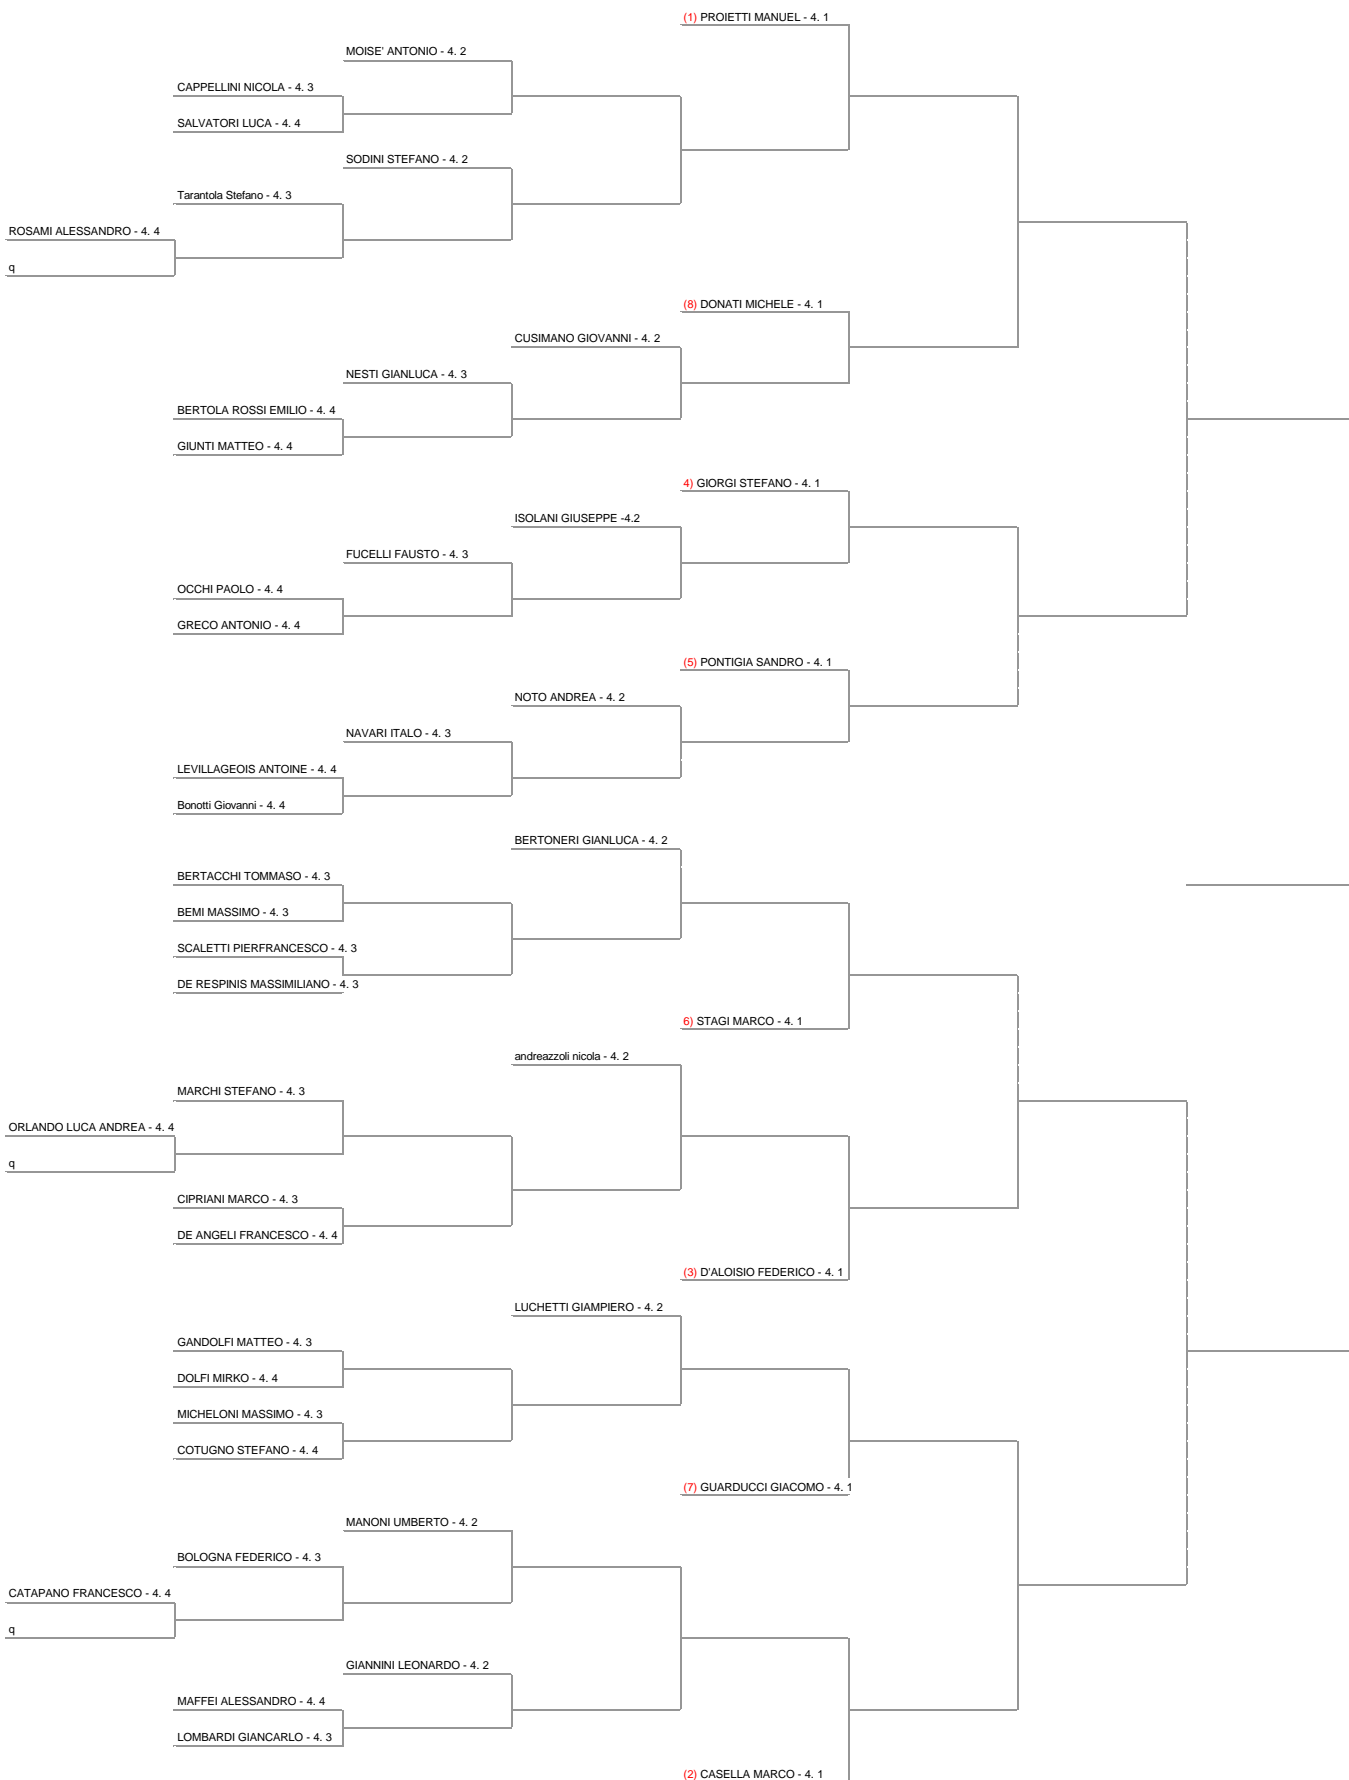 (1) PROIETTI MANUEL - 4. 1
MOISE' ANTONIO - 4. 2
CAPPELLINI NICOLA - 4. 3
SALVATORI LUCA - 4. 4
SODINI STEFANO - 4. 2
Tarantola Stefano - 4. 3
ROSAMI ALESSANDRO - 4. 4
q
(8) DONATI MICHELE - 4. 1
CUSIMANO GIOVANNI - 4. 2
NESTI GIANLUCA - 4. 3
BERTOLA ROSSI EMILIO - 4. 4
GIUNTI MATTEO - 4. 4
4) GIORGI STEFANO - 4. 1
ISOLANI GIUSEPPE -4.2
FUCELLI FAUSTO - 4. 3
OCCHI PAOLO - 4. 4
GRECO ANTONIO - 4. 4
(5) PONTIGIA SANDRO - 4. 1
NOTO ANDREA - 4. 2
NAVARI ITALO - 4. 3
LEVILLAGEOIS ANTOINE - 4. 4
Bonotti Giovanni - 4. 4
BERTONERI GIANLUCA - 4. 2
BERTACCHI TOMMASO - 4. 3
BEMI MASSIMO - 4. 3
SCALETTI PIERFRANCESCO - 4. 3
DE RESPINIS MASSIMILIANO - 4. 3
6) STAGI MARCO - 4. 1
andreazzoli nicola - 4. 2
MARCHI STEFANO - 4. 3
ORLANDO LUCA ANDREA - 4. 4
q
CIPRIANI MARCO - 4. 3
DE ANGELI FRANCESCO - 4. 4
(3) D'ALOISIO FEDERICO - 4. 1
LUCHETTI GIAMPIERO - 4. 2
GANDOLFI MATTEO - 4. 3
DOLFI MIRKO - 4. 4
MICHELONI MASSIMO - 4. 3
COTUGNO STEFANO - 4. 4
(7) GUARDUCCI GIACOMO - 4. 1
MANONI UMBERTO - 4. 2
BOLOGNA FEDERICO - 4. 3
CATAPANO FRANCESCO - 4. 4
q
GIANNINI LEONARDO - 4. 2
MAFFEI ALESSANDRO - 4. 4
LOMBARDI GIANCARLO - 4. 3
(2) CASELLA MARCO - 4. 1